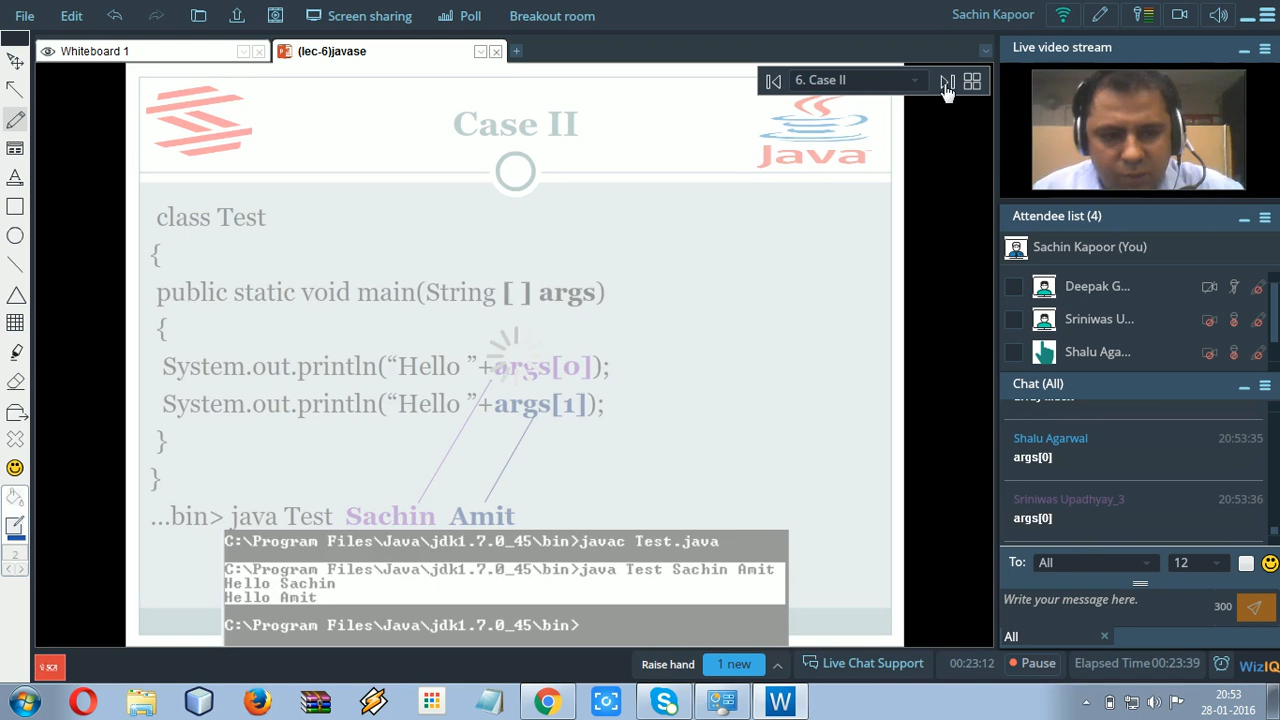 File Edit Screen sharing Poll Breakout room Sachin Kapoor
Whiteboard 1 (lec-6)javase
Live video stream
6. Case II
Case II
Java
class Test
{
public static void main(String [ ] args)
{
System.out.println(“Hello ”+args[0]);
System.out.println(“Hello ”+args[1]);
}
}
...bin> java Test Sachin Amit
C:\Program Files\Java\jdk1.7.0_45\bin>javac Test.java
C:\Program Files\Java\jdk1.7.0_45\bin>java Test Sachin Amit
Hello Sachin
Hello Amit
C:\Program Files\Java\jdk1.7.0_45\bin>
2
Attendee list (4)
Sachin Kapoor (You)
Deepak G...
Sriniwas U...
Shalu Aga...
Chat (All)
Shalu Agarwal 20:53:35
args[0]
Sriniwas Upadhyay_3 20:53:36
args[0]
To: All 12
Write your message here.
300
All
Raise hand 1 new Live Chat Support 00:23:12 Pause Elapsed Time 00:23:39 WizIQ
20:53
28-01-2016